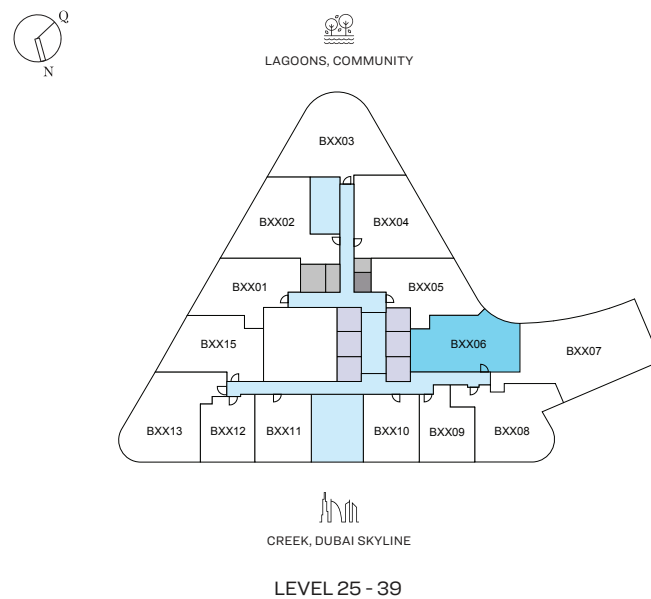 Q
N
LAGOONS, COMMUNITY
BXX03
BXX02
BXX04
BXX01
BXX05
BXX15
BXX06
BXX07
BXX13
BXX12
BXX11
BXX10
BXX09
BXX08
CREEK, DUBAI SKYLINE
LEVEL 25 - 39